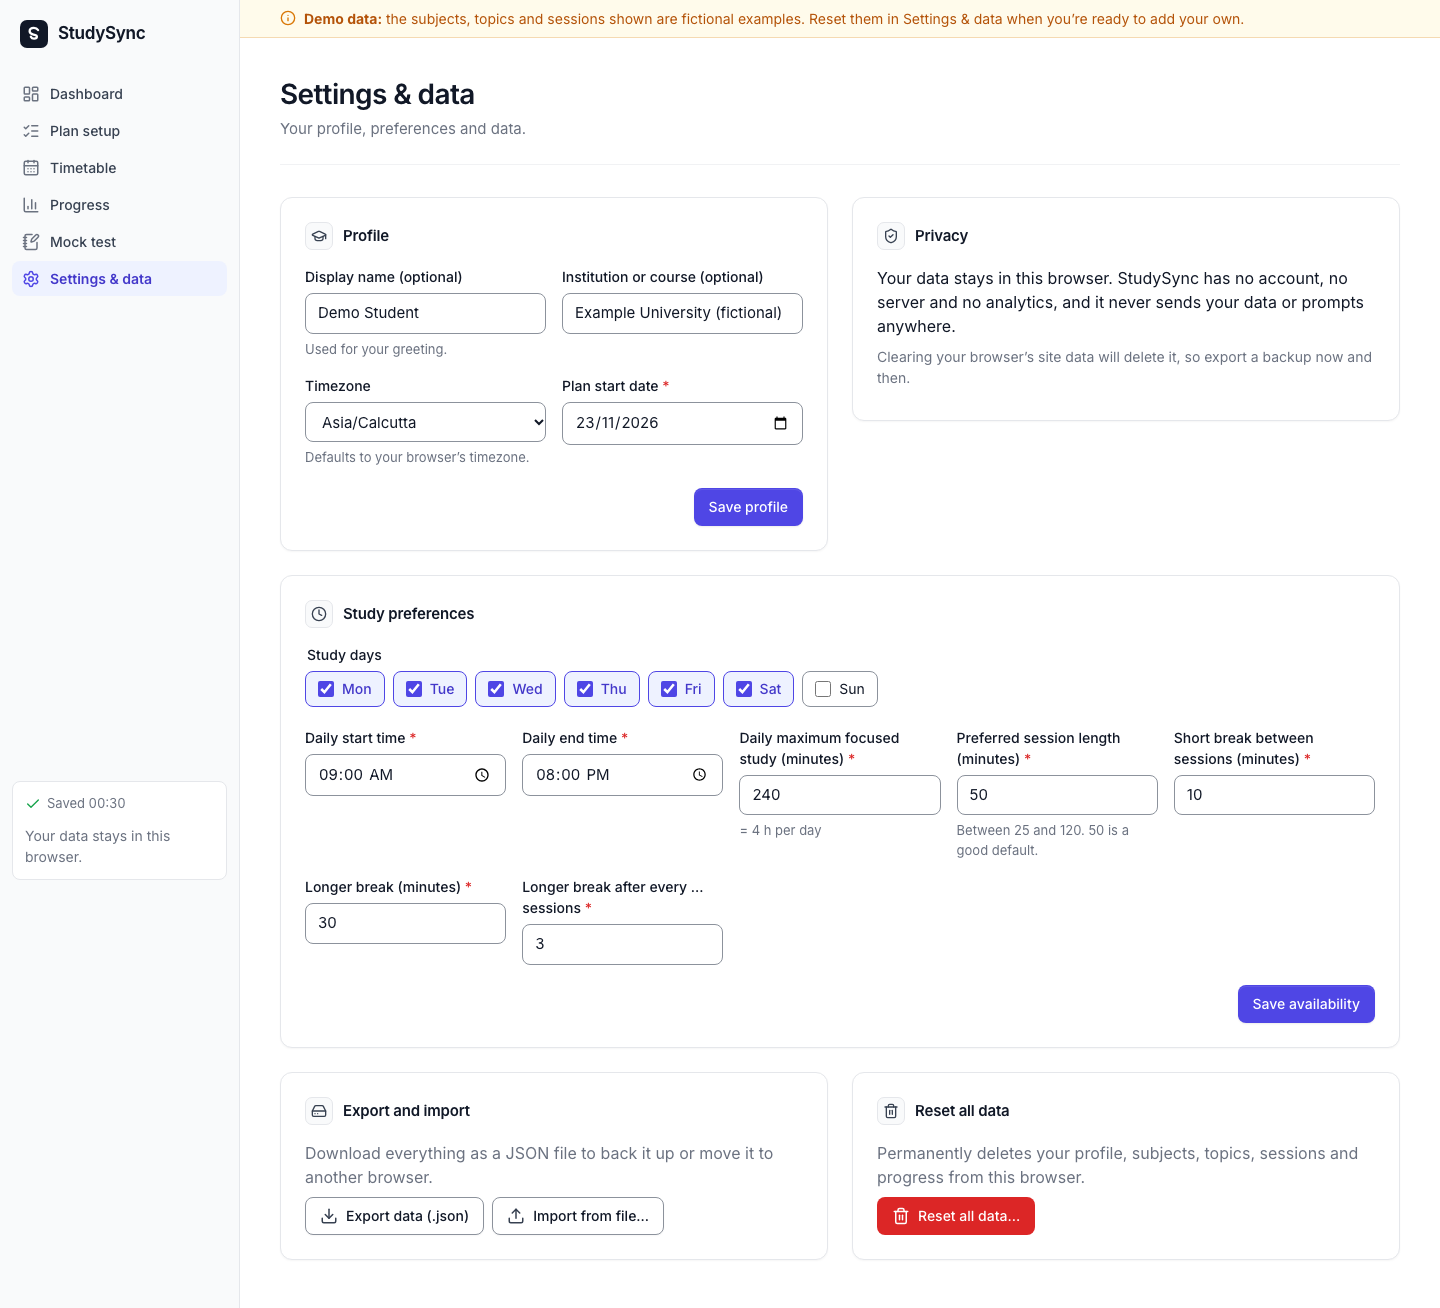 StudySync
Dashboard
Plan setup
Timetable
Progress
Mock test
Settings & data
Saved 00:30
Your data stays in this
browser.
Demo data: the subjects, topics and sessions shown are fictional examples. Reset them in Settings & data when you’re ready to add your own.
Settings & data
Your profile, preferences and data.
Profile
Display name (optional)
Demo Student
Used for your greeting.
Institution or course (optional)
Example University (fictional)
Timezone
Asia/Calcutta
Defaults to your browser’s timezone.
Plan start date *
23/11/2026
Save profile
Privacy
Your data stays in this browser. StudySync has no account, no
server and no analytics, and it never sends your data or prompts
anywhere.
Clearing your browser’s site data will delete it, so export a backup now and
then.
Study preferences
Study days
Mon
Tue
Wed
Thu
Fri
Sat
Sun
Daily start time *
09:00 AM
Daily end time *
08:00 PM
Daily maximum focused
study (minutes) *
240
= 4 h per day
Preferred session length
(minutes) *
50
Between 25 and 120. 50 is a
good default.
Short break between
sessions (minutes) *
10
Longer break (minutes) *
30
Longer break after every …
sessions *
3
Save availability
Export and import
Download everything as a JSON file to back it up or move it to
another browser.
Export data (.json)
Import from file…
Reset all data
Permanently deletes your profile, subjects, topics, sessions and
progress from this browser.
Reset all data…